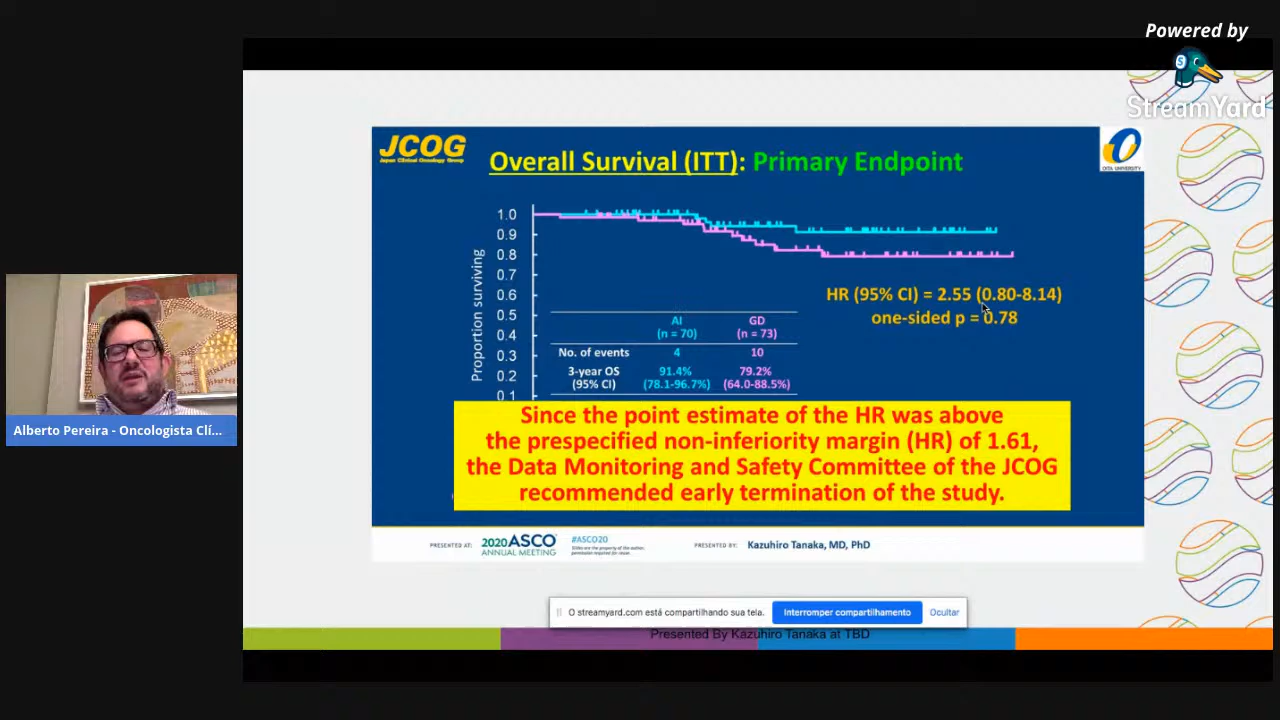 Powered by
StreamYard
JCOG
Japan Clinical Oncology Group
Overall Survival (ITT): Primary Endpoint
OITA UNIVERSITY
Proportion surviving
1.0
0.9
0.8
0.7
0.6
0.5
0.4
0.3
0.2
0.1
HR (95% CI) = 2.55 (0.80-8.14)
one-sided p = 0.78
AI GD
(n = 70) (n = 73)
No. of events 4 10
3-year OS 91.4% 79.2%
(95% CI) (78.1-96.7%) (64.0-88.5%)
Since the point estimate of the HR was above
the prespecified non-inferiority margin (HR) of 1.61,
the Data Monitoring and Safety Committee of the JCOG
recommended early termination of the study.
Alberto Pereira - Oncologista Clí...
PRESENTED AT: 2020 ASCO
ANNUAL MEETING
#ASCO20
Slides are the property of the author,
permission required for reuse.
PRESENTED BY: Kazuhiro Tanaka, MD, PhD
O streamyard.com está compartilhando sua tela. Interromper compartilhamento Ocultar
Presented By Kazuhiro Tanaka at TBD